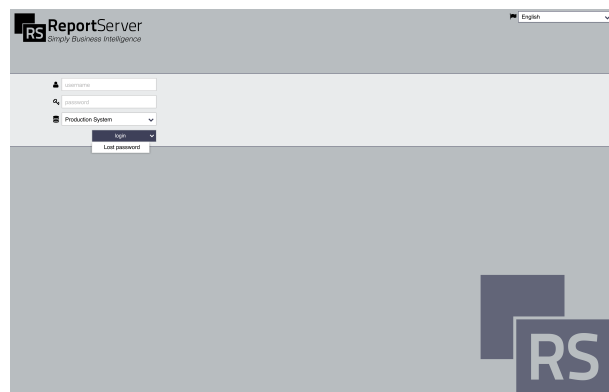 English
RS ReportServer
Simply Business Intelligence
username
password
Production System
login
Lost password
RS